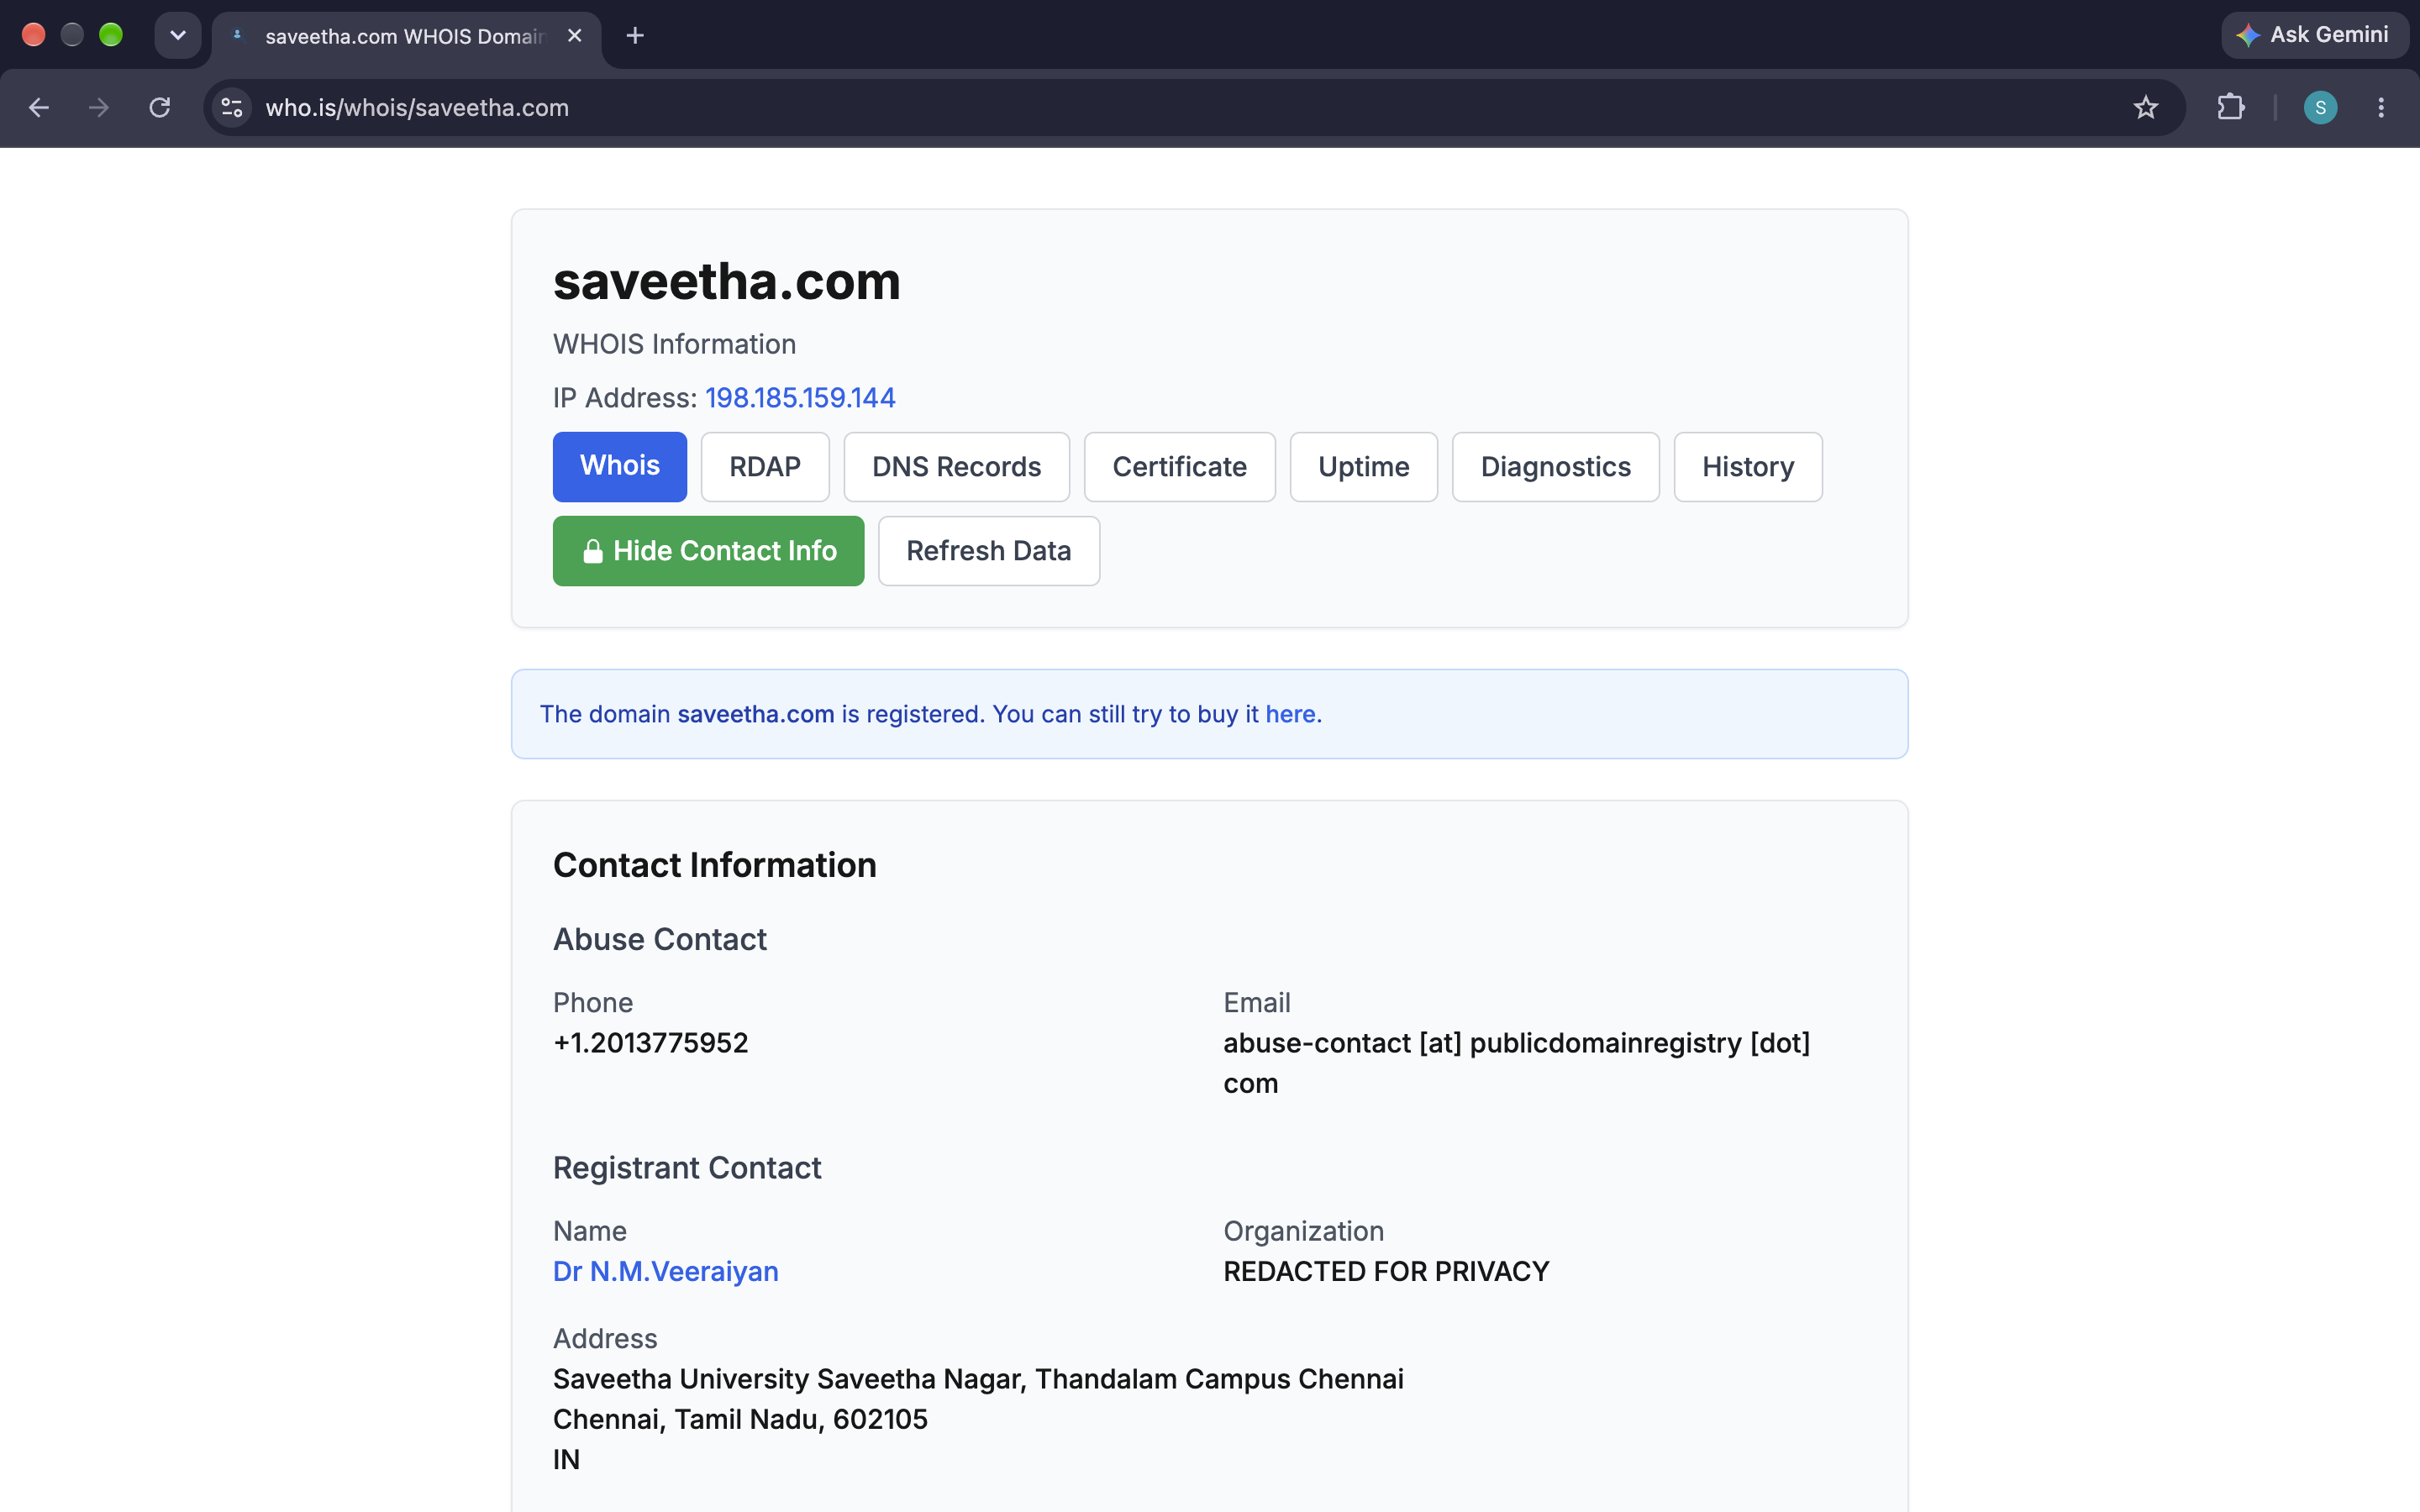 saveetha.com WHOIS Domain
Ask Gemini
who.is/whois/saveetha.com
S
saveetha.com
WHOIS Information
IP Address: 198.185.159.144
Whois RDAP DNS Records Certificate Uptime Diagnostics History
Hide Contact Info Refresh Data
The domain saveetha.com is registered. You can still try to buy it here.
Contact Information
Abuse Contact
Phone
+1.2013775952
Email
abuse-contact [at] publicdomainregistry [dot]
com
Registrant Contact
Name
Dr N.M.Veeraiyan
Organization
REDACTED FOR PRIVACY
Address
Saveetha University Saveetha Nagar, Thandalam Campus Chennai
Chennai, Tamil Nadu, 602105
IN